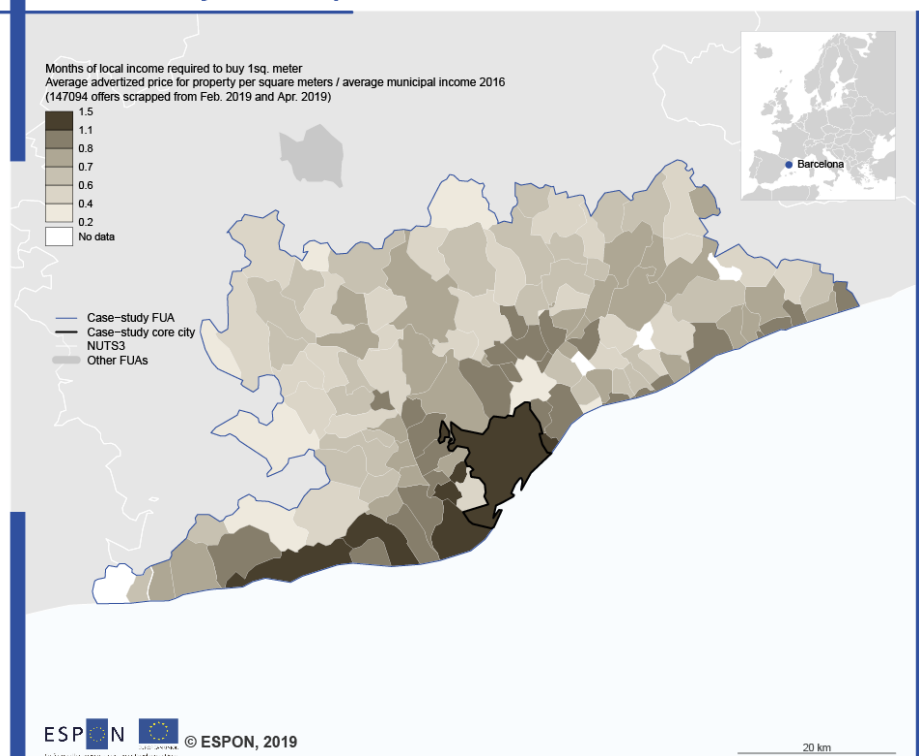 Months of local income required to buy 1sq. meter
Average advertized price for property per square meters / average municipal income 2016
(147094 offers scrapped from Feb. 2019 and Apr. 2019)
1.5
1.1
0.8
0.7
0.6
0.4
0.2
No data
Barcelona
Case-study FUA
Case-study core city
NUTS3
Other FUAs
ESPON
© ESPON, 2019
20 km